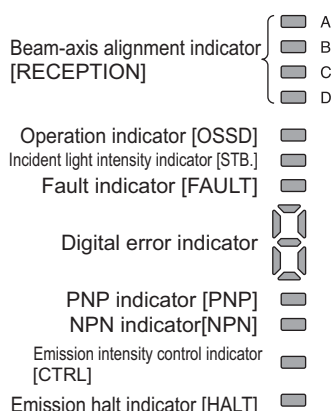 A
Beam-axis alignment indicator B
[RECEPTION] C
D
Operation indicator [OSSD]
Incident light intensity indicator [STB.]
Fault indicator [FAULT]
Digital error indicator
PNP indicator [PNP]
NPN indicator[NPN]
Emission intensity control indicator
[CTRL]
Emission halt indicator [HALT]